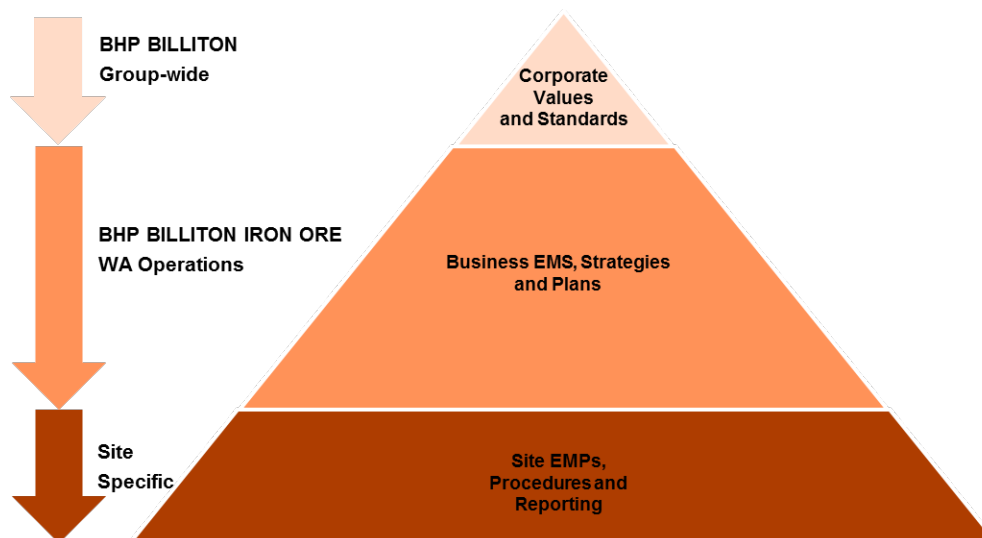 BHP BILLITON
Group-wide
Corporate
Values
and Standards
BHP BILLITON IRON ORE
WA Operations
Business EMS, Strategies
and Plans
Site
Specific
Site EMPs,
Procedures and
Reporting